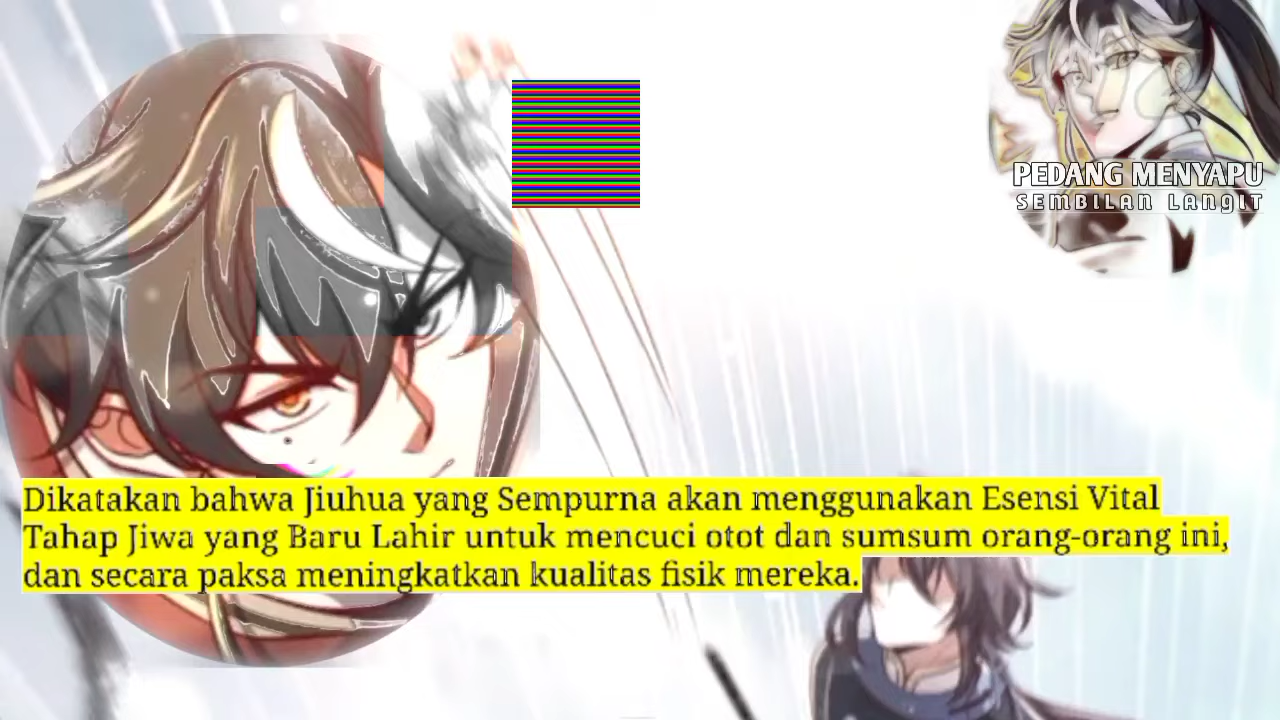 PEDANG MENYAPU
SEMBILAN LANGIT
Dikatakan bahwa Jiuhua yang Sempurna akan menggunakan Esensi Vital
Tahap Jiwa yang Baru Lahir untuk mencuci otot dan sumsum orang-orang ini,
dan secara paksa meningkatkan kualitas fisik mereka.